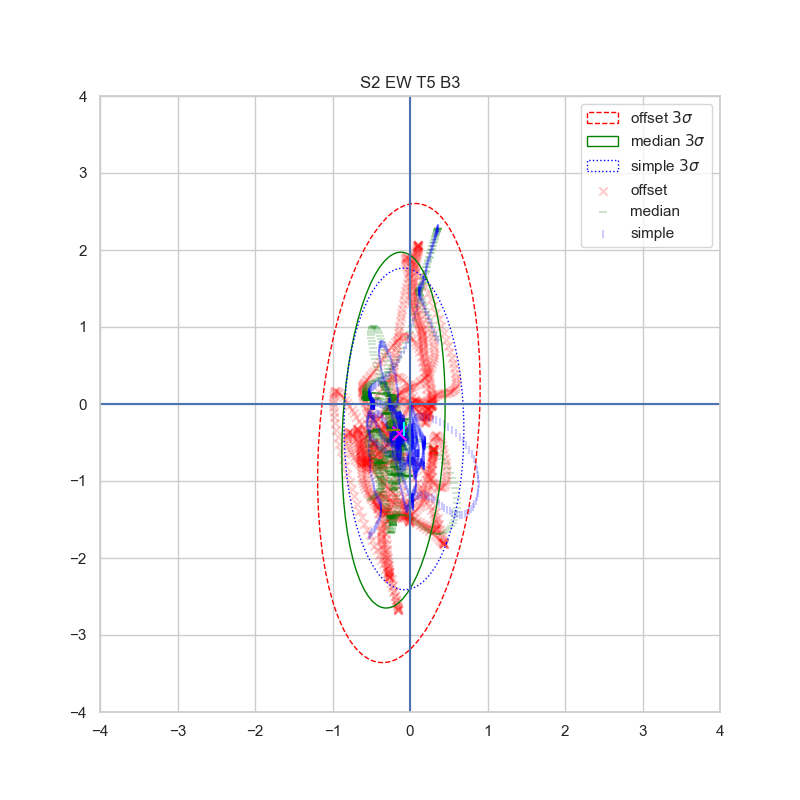 S2 EW T5 B3
offset 3σ
median 3σ
simple 3σ
offset
median
simple
4
3
2
1
0
−1
−2
−3
−4
−4 −3 −2 −1 0 1 2 3 4